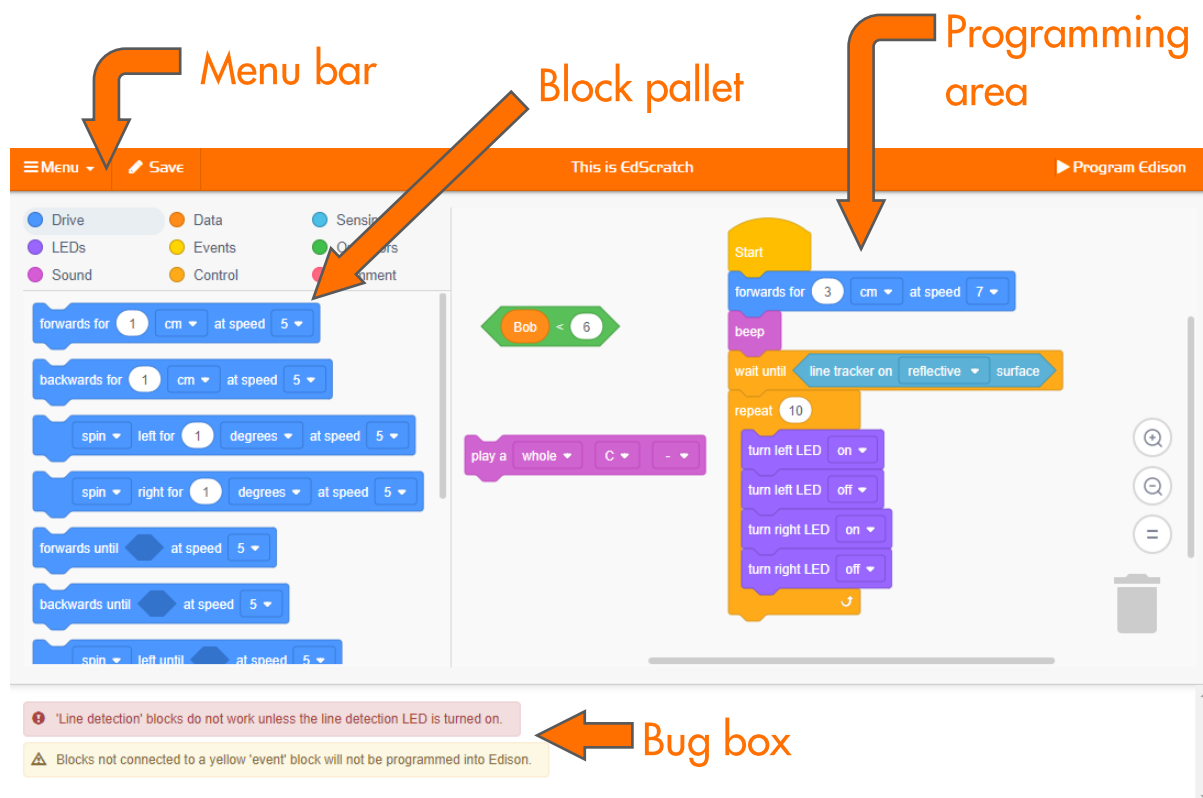 Menu bar
Block pallet
Programming
area
Menu
Save
This is EdScratch
Program Edison
Drive
Data
LEDs
Events
Sound
Control
Start
forwards for 3 cm at speed 7
beep
wait until line tracker on reflective surface
repeat 10
turn left LED on
turn left LED off
turn right LED on
turn right LED off
forwards for 1 cm at speed 5
backwards for 1 cm at speed 5
spin left for 1 degrees at speed 5
spin right for 1 degrees at speed 5
forwards until at speed 5
backwards until at speed 5
spin left until at speed 5
Bob < 6
play a whole C -
'Line detection' blocks do not work unless the line detection LED is turned on.
Blocks not connected to a yellow 'event' block will not be programmed into Edison.
Bug box